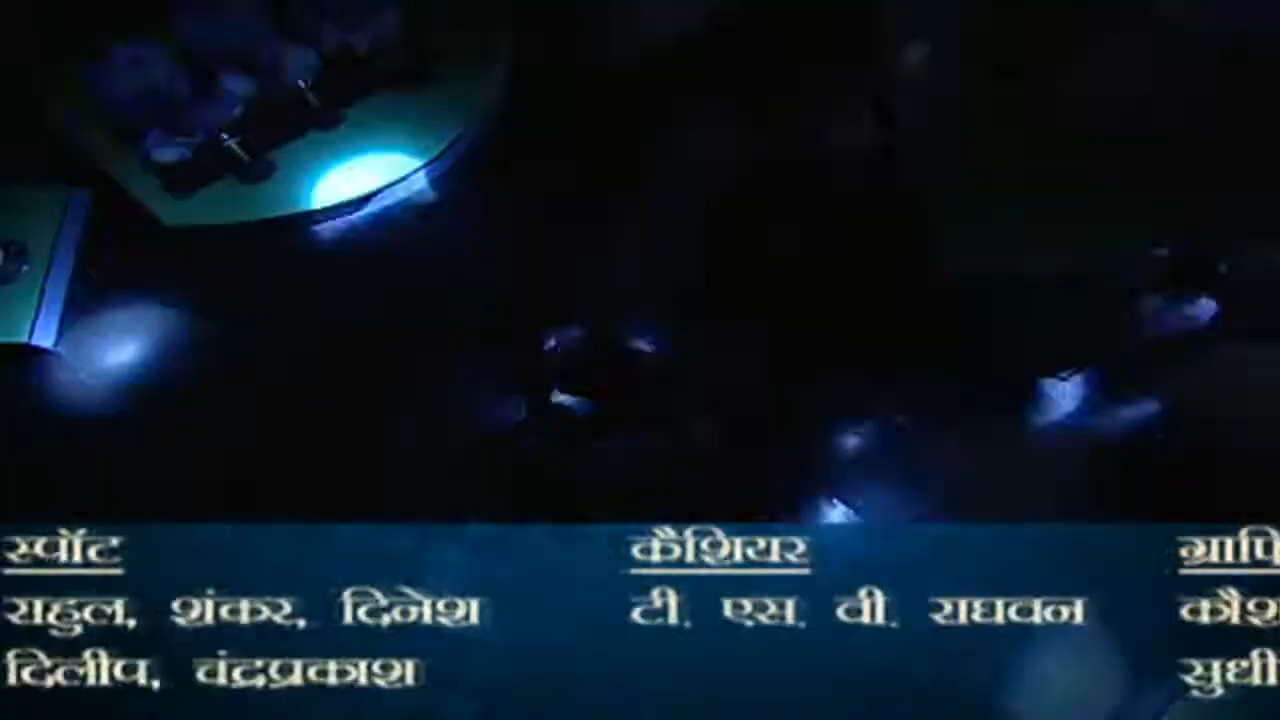 स्पॉट
राहुल, शंकर, दिनेश
दिलीप, चंद्रप्रकाश
कैशियर
टी. एस. वी. राघवन